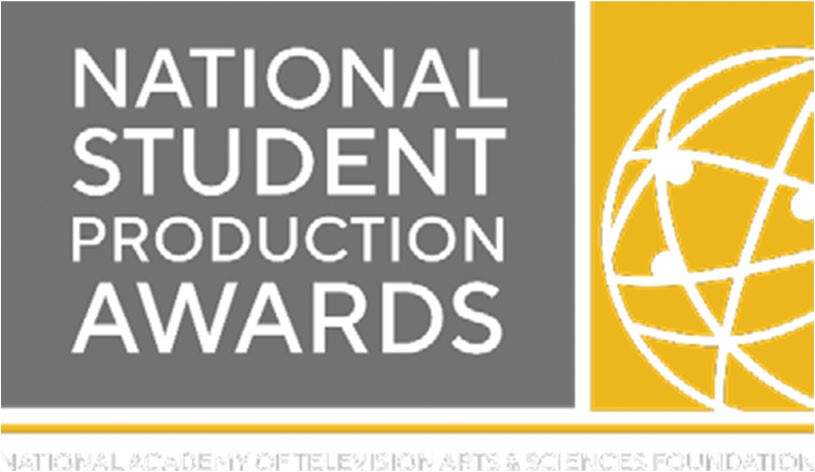 NATIONAL
STUDENT
PRODUCTION
AWARDS
NATIONAL ACADEMY OF TELEVISION ARTS & SCIENCES FOUNDATION